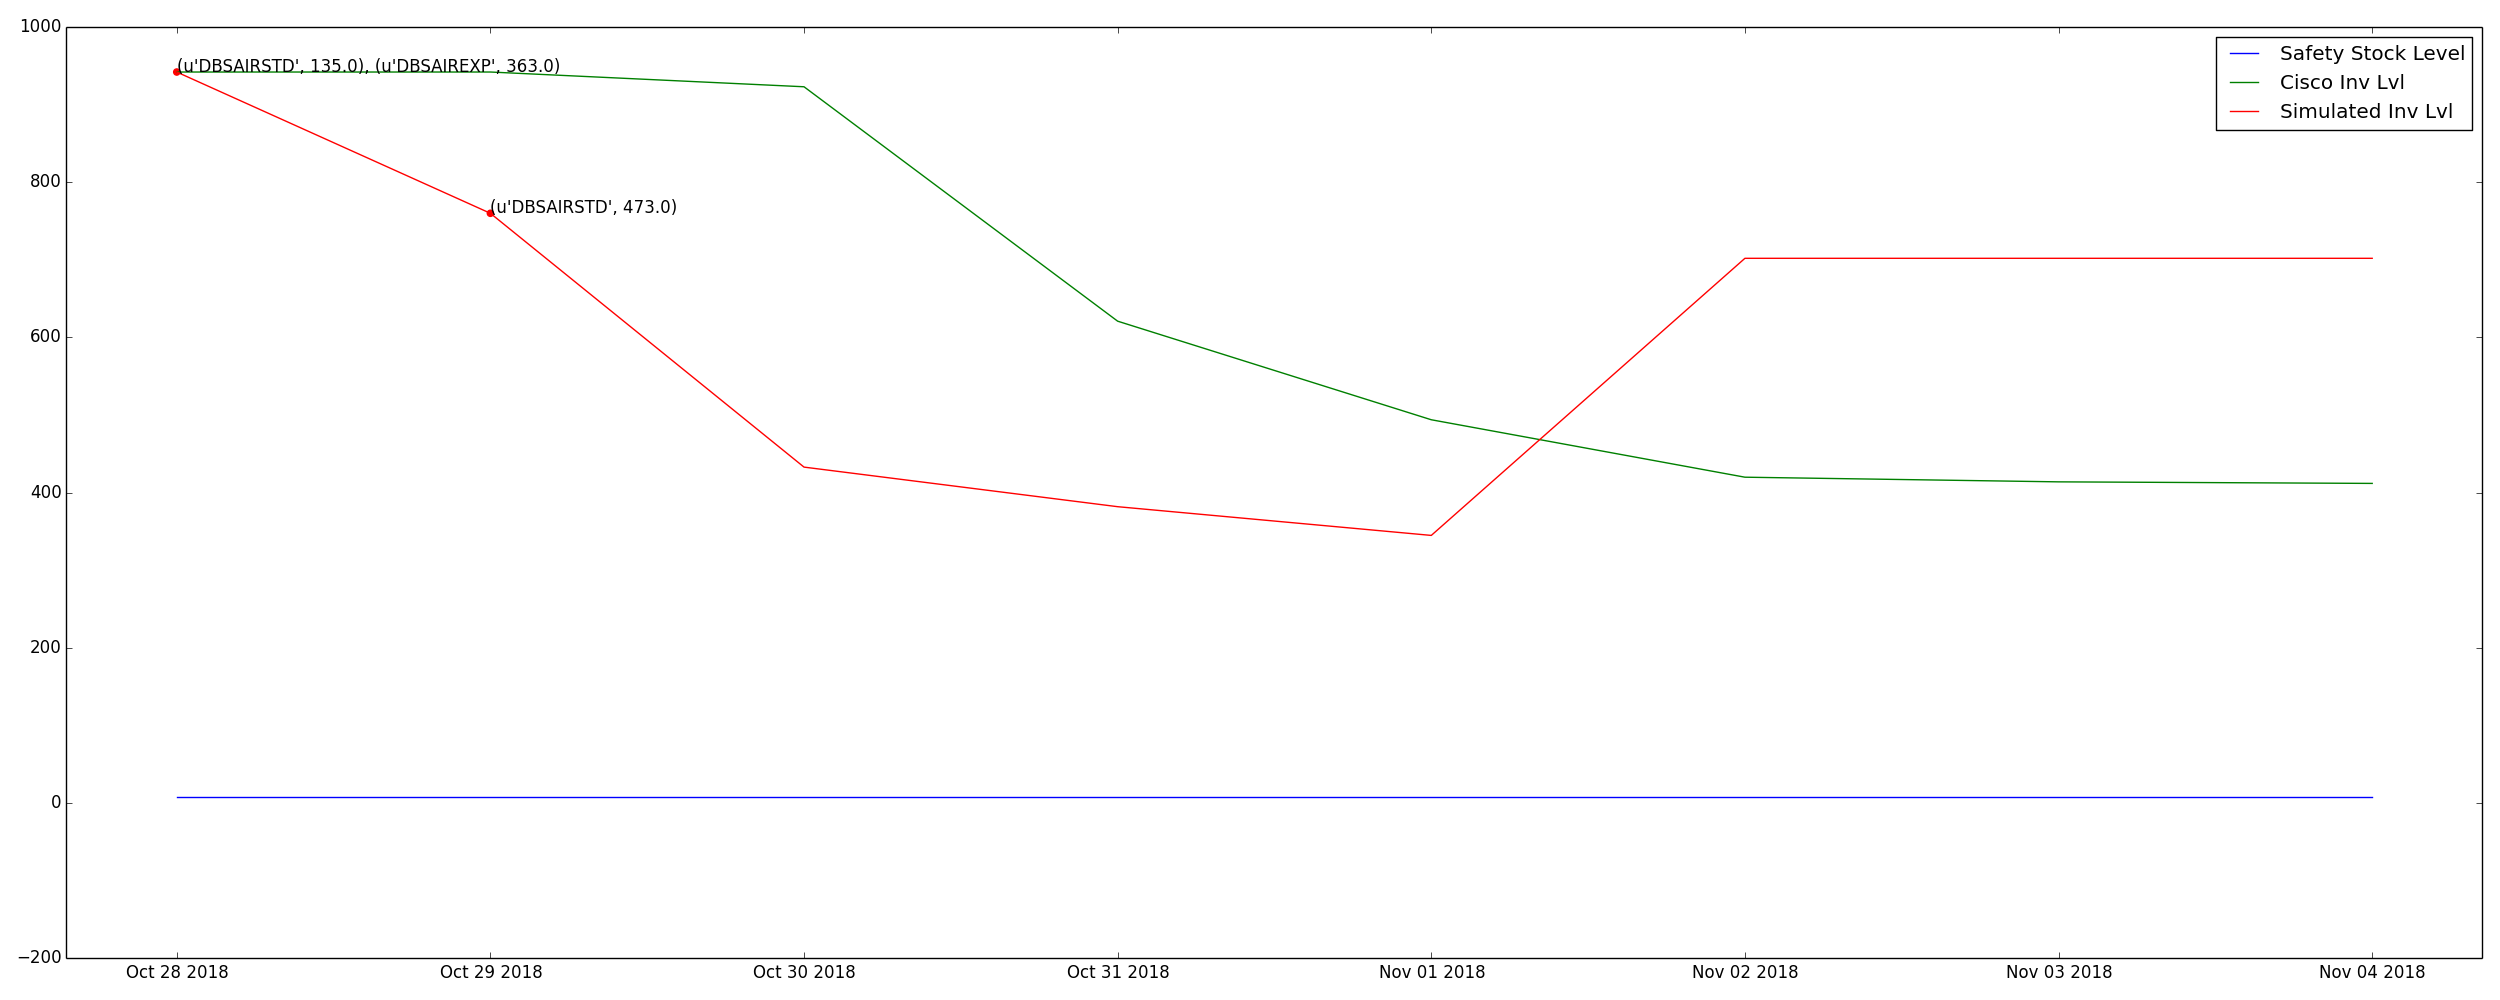 1000
800
600
400
200
0
−200
(u'DBSAIRSTD', 135.0), (u'DBSAIREXP', 363.0)
(u'DBSAIRSTD', 473.0)
Safety Stock Level
Cisco Inv Lvl
Simulated Inv Lvl
Oct 28 2018 Oct 29 2018 Oct 30 2018 Oct 31 2018 Nov 01 2018 Nov 02 2018 Nov 03 2018 Nov 04 2018